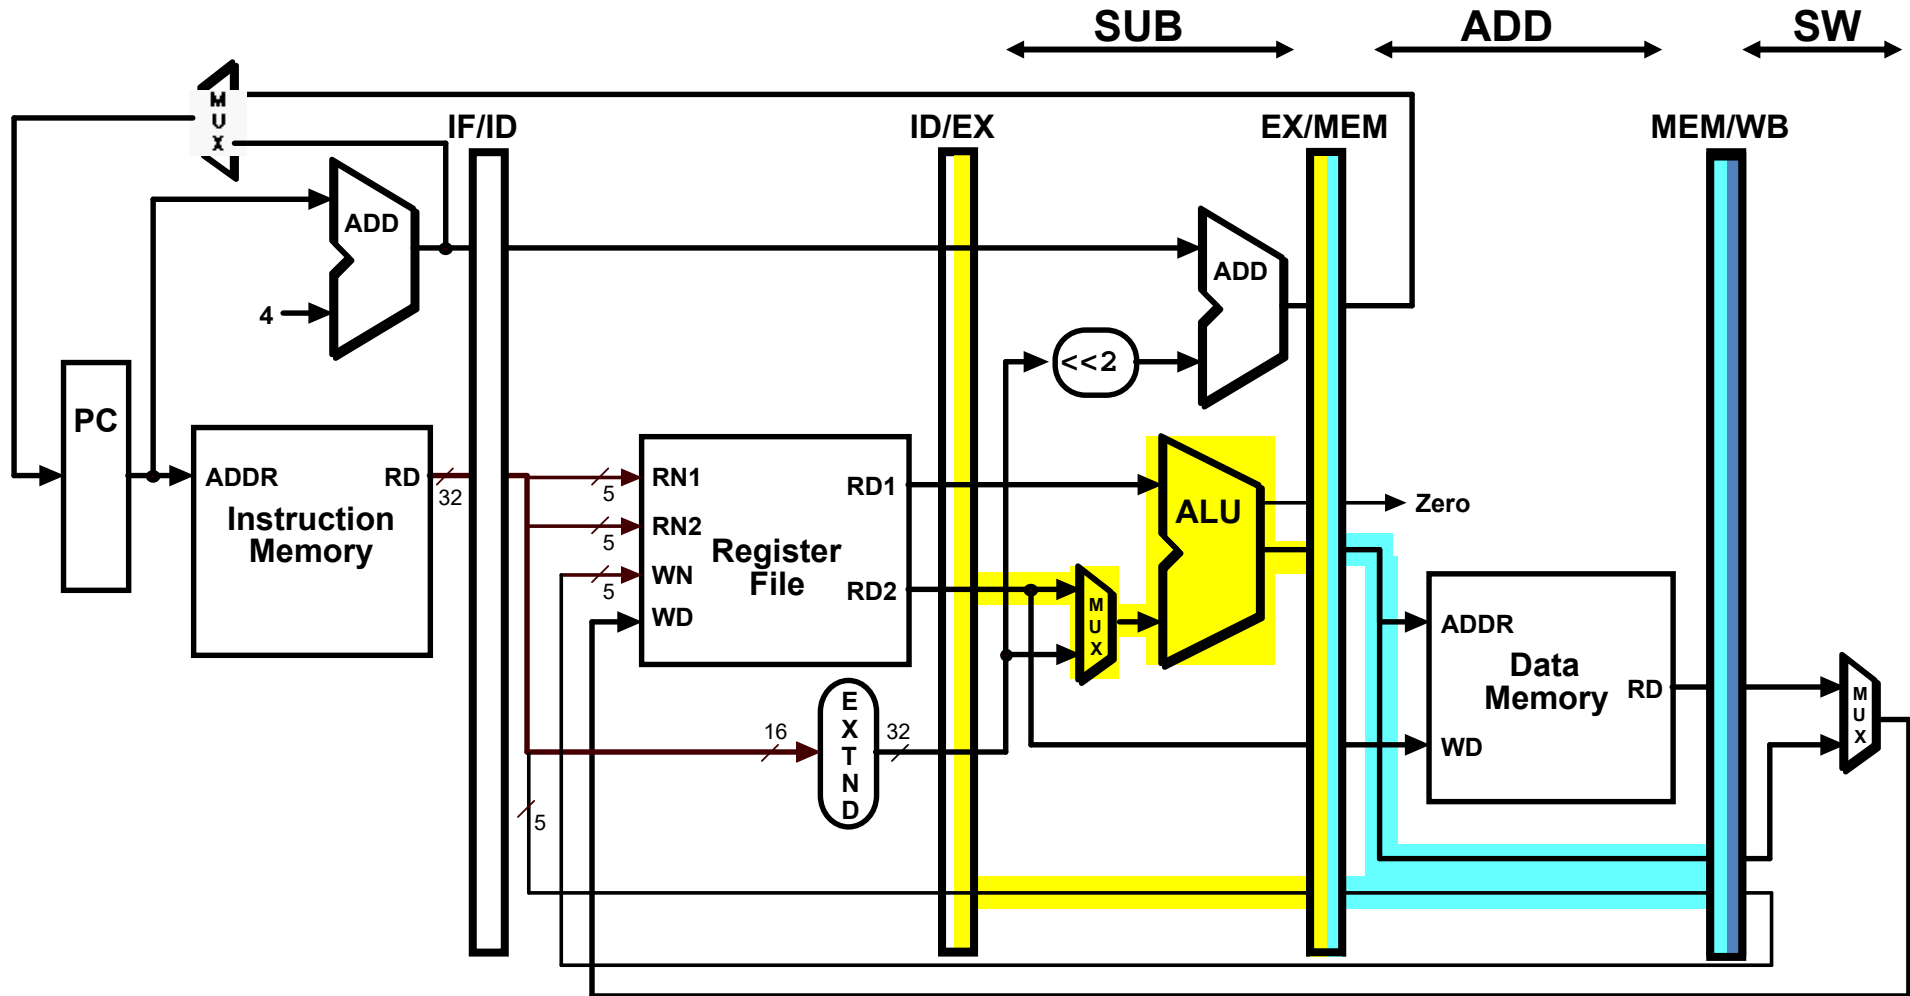 SUB
ADD
SW
M
U
X
IF/ID
ID/EX
EX/MEM
MEM/WB
ADD
ADD
4
<<2
PC
ADDR
RD
32
Instruction
Memory
5
RN1
5
RN2
5
WN
WD
RD1
RD2
Register
File
ALU
Zero
M
U
X
ADDR
Data
Memory
RD
WD
M
U
X
16
E
X
T
N
D
32
5